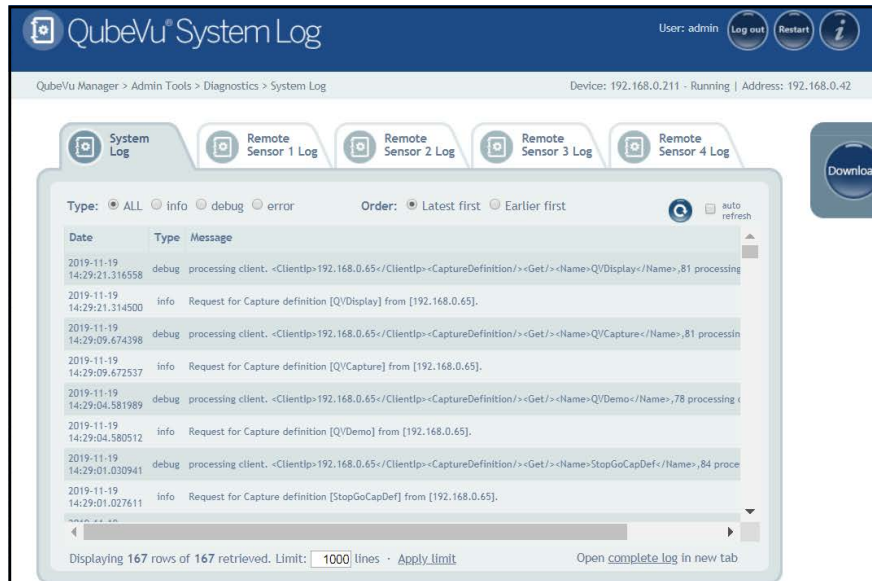 QubeVu® System Log
User: admin
Log out
Restart
i
QubeVu Manager > Admin Tools > Diagnostics > System Log
Device: 192.168.0.211 - Running | Address: 192.168.0.42
System Log
Remote Sensor 1 Log
Remote Sensor 2 Log
Remote Sensor 3 Log
Remote Sensor 4 Log
Downloa
Type: ALL info debug error
Order: Latest first Earlier first
auto refresh
Date Type Message
2019-11-19 14:29:21.316558 debug processing client. <ClientIp>192.168.0.65</ClientIp><CaptureDefinition/><Get/><Name>QVDisplay</Name>,81 processing
2019-11-19 14:29:21.314500 info Request for Capture definition [QVDisplay] from [192.168.0.65].
2019-11-19 14:29:09.674398 debug processing client. <ClientIp>192.168.0.65</ClientIp><CaptureDefinition/><Get/><Name>QVCapture</Name>,81 processin
2019-11-19 14:29:09.672537 info Request for Capture definition [QVCapture] from [192.168.0.65].
2019-11-19 14:29:04.581989 debug processing client. <ClientIp>192.168.0.65</ClientIp><CaptureDefinition/><Get/><Name>QVDemo</Name>,78 processing
2019-11-19 14:29:04.580512 info Request for Capture definition [QVDemo] from [192.168.0.65].
2019-11-19 14:29:01.030941 debug processing client. <ClientIp>192.168.0.65</ClientIp><CaptureDefinition/><Get/><Name>StopGoCapDef</Name>,84 proce
2019-11-19 14:29:01.027611 info Request for Capture definition [StopGoCapDef] from [192.168.0.65].
Displaying 167 rows of 167 retrieved. Limit: 1000 lines · Apply limit
Open complete log in new tab